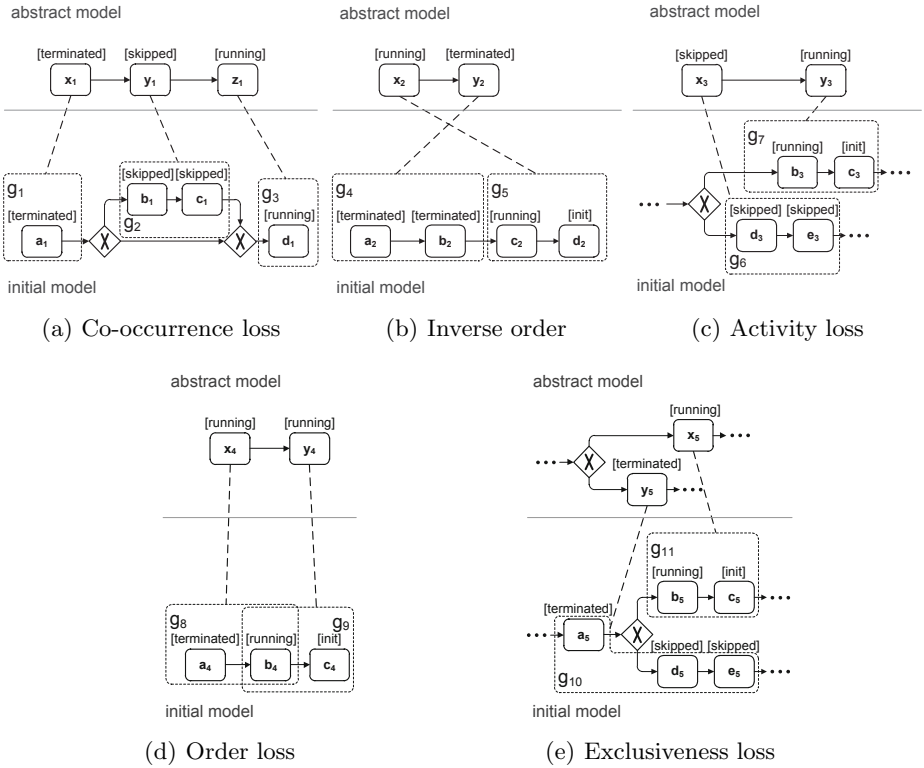 abstract model
[terminated] [skipped] [running]
x1 y1 z1
g1
[skipped] [skipped]
b1 c1
g2
g3
[terminated] [running]
a1 X X d1
initial model
(a) Co-occurrence loss
abstract model
[running] [terminated]
x2 y2
g4 g5
[terminated] [terminated] [running] [init]
a2 b2 c2 d2
initial model
(b) Inverse order
abstract model
[skipped] [running]
x3 y3
g7
[running] [init]
b3 c3 •••
••• X
[skipped] [skipped]
d3 e3 •••
g6
initial model
(c) Activity loss
abstract model
[running] [running]
x4 y4
g8 g9
[terminated] [running] [init]
a4 b4 c4
initial model
(d) Order loss
abstract model
[running]
x5 •••
••• X
[terminated]
y5 •••
g11
[running] [init]
b5 c5 •••
[terminated]
••• a5 X
[skipped] [skipped]
d5 e5 •••
g10
initial model
(e) Exclusiveness loss